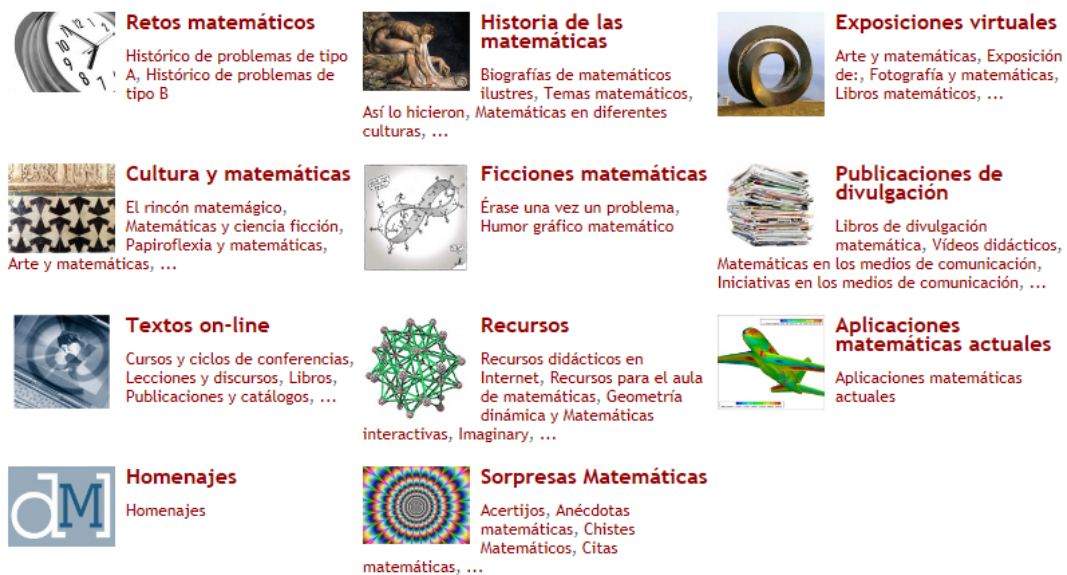 Retos matemáticos
Histórico de problemas de tipo
A, Histórico de problemas de
tipo B
Historia de las
matemáticas
Biografías de matemáticos
ilustres, Temas matemáticos,
Así lo hicieron, Matemáticas en diferentes
culturas, ...
Exposiciones virtuales
Arte y matemáticas, Exposición
de:, Fotografía y matemáticas,
Libros matemáticos, ...
Cultura y matemáticas
El rincón matemágico,
Matemáticas y ciencia ficción,
Papiroflexia y matemáticas,
Arte y matemáticas, ...
Ficciones matemáticas
Érase una vez un problema,
Humor gráfico matemático
Publicaciones de
divulgación
Libros de divulgación
matemática, Vídeos didácticos,
Matemáticas en los medios de comunicación,
Iniciativas en los medios de comunicación, ...
Textos on-line
Cursos y ciclos de conferencias,
Lecciones y discursos, Libros,
Publicaciones y catálogos, ...
Recursos
Recursos didácticos en
Internet, Recursos para el aula
de matemáticas, Geometría
dinámica y Matemáticas
interactivas, Imaginary, ...
Aplicaciones
matemáticas actuales
Aplicaciones matemáticas
actuales
dM
Homenajes
Homenajes
Sorpresas Matemáticas
Acertijos, Anécdotas
matemáticas, Chistes
Matemáticos, Citas
matemáticas, ...